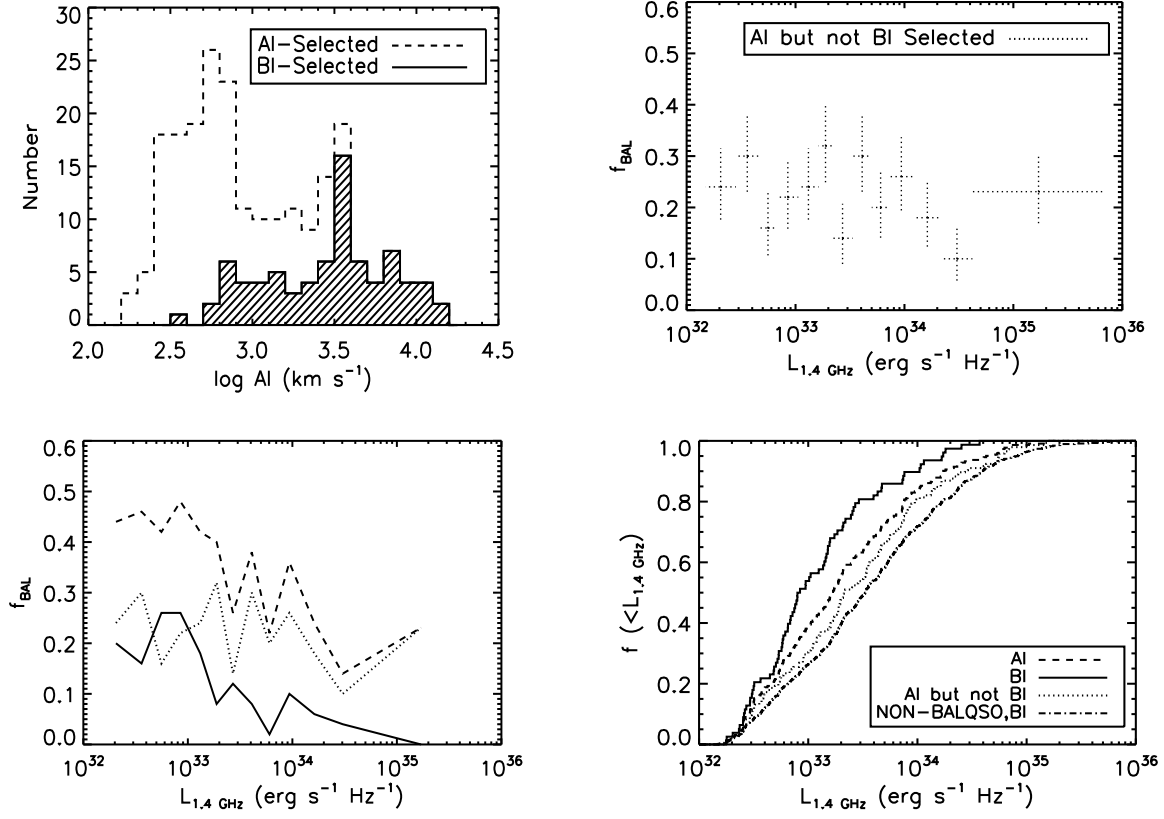 30
25
20
15
10
5
0
Number
AI-Selected
BI-Selected
2.0 2.5 3.0 3.5 4.0 4.5
log AI (km s⁻¹)
0.6
0.5
0.4
0.3
0.2
0.1
0.0
f_BAL
AI but not BI Selected
10³² 10³³ 10³⁴ 10³⁵ 10³⁶
L_1.4 GHz (erg s⁻¹ Hz⁻¹)
0.6
0.5
0.4
0.3
0.2
0.1
0.0
f_BAL
10³² 10³³ 10³⁴ 10³⁵ 10³⁶
L_1.4 GHz (erg s⁻¹ Hz⁻¹)
1.0
0.8
0.6
0.4
0.2
0.0
f (<L_1.4 GHz)
AI
BI
AI but not BI
NON-BALQSO,BI
10³² 10³³ 10³⁴ 10³⁵ 10³⁶
L_1.4 GHz (erg s⁻¹ Hz⁻¹)